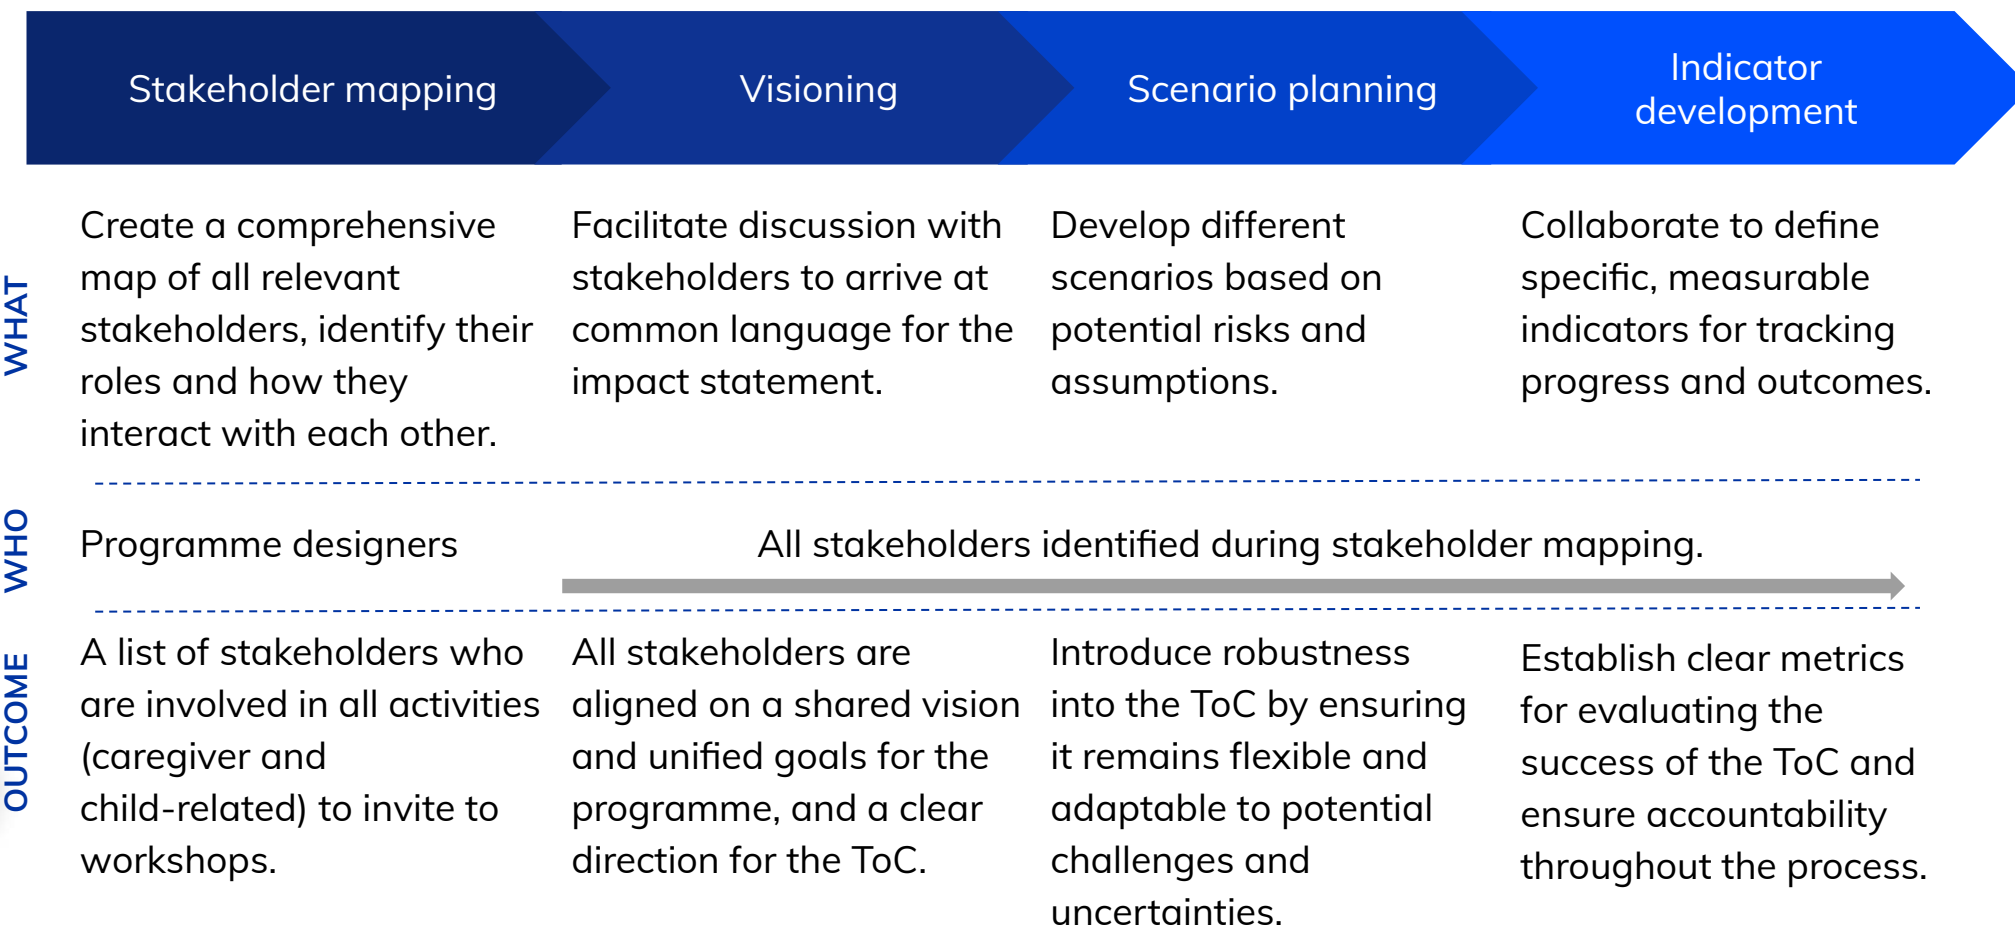 Stakeholder mapping
Visioning
Scenario planning
Indicator
development
WHAT
Create a comprehensive
map of all relevant
stakeholders, identify their
roles and how they
interact with each other.
Facilitate discussion with
stakeholders to arrive at
common language for the
impact statement.
Develop different
scenarios based on
potential risks and
assumptions.
Collaborate to define
specific, measurable
indicators for tracking
progress and outcomes.
WHO
Programme designers
All stakeholders identified during stakeholder mapping.
OUTCOME
A list of stakeholders who
are involved in all activities
(caregiver and
child-related) to invite to
workshops.
All stakeholders are
aligned on a shared vision
and unified goals for the
programme, and a clear
direction for the ToC.
Introduce robustness
into the ToC by ensuring
it remains flexible and
adaptable to potential
challenges and
uncertainties.
Establish clear metrics
for evaluating the
success of the ToC and
ensure accountability
throughout the process.